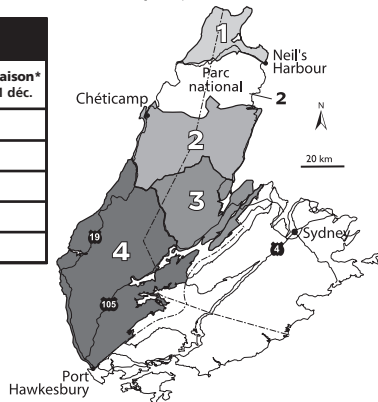 aison*
1 déc.
1
Neil's
Harbour
Parc
national
2
Chéticamp
N
2
20 km
3
19
4
Sydney
4
105
Port
Hawkesbury